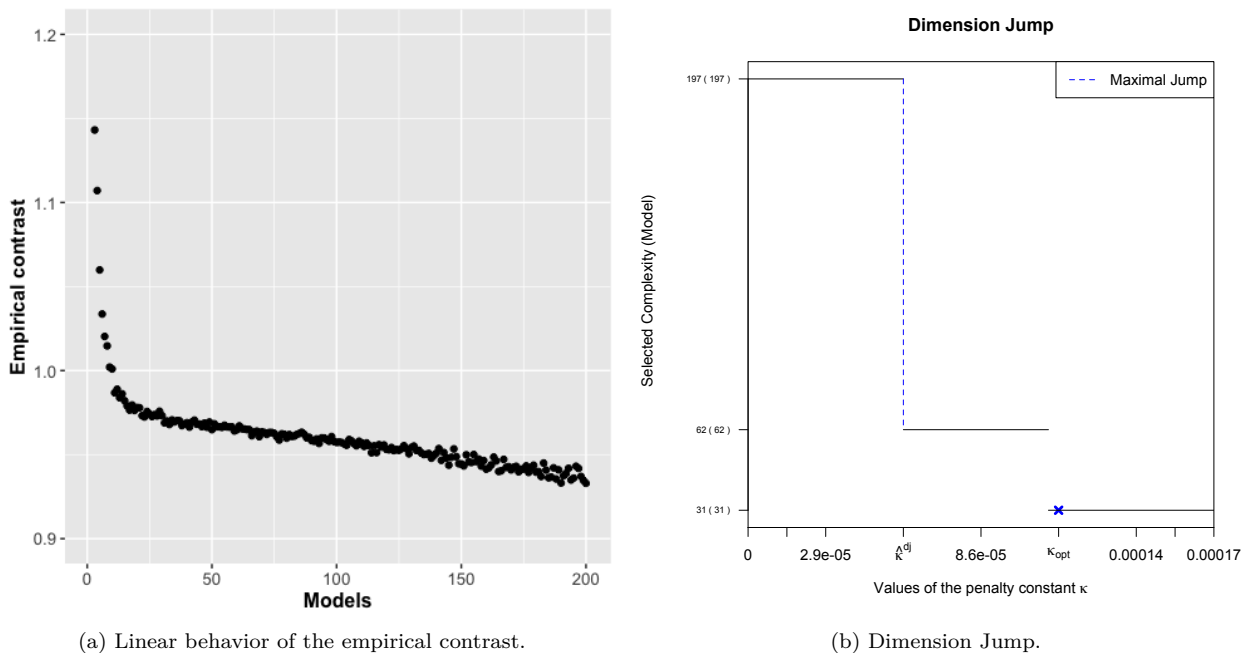 Empirical contrast
1.2
1.1
1.0
0.9
0 50 100 150 200
Models
(a) Linear behavior of the empirical contrast.
Dimension Jump
Maximal Jump
Selected Complexity (Model)
197 ( 197 )
62 ( 62 )
31 ( 31 )
0 2.9e-05 κ̂^dj 8.6e-05 κ_opt 0.00014 0.00017
Values of the penalty constant κ
(b) Dimension Jump.